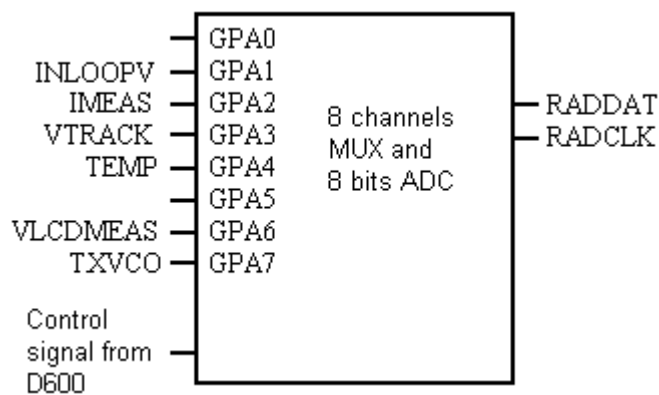 GPA0
INLOOPV GPA1
IMEAS GPA2
VTRACK GPA3
TEMP GPA4
GPA5
VLCDMEAS GPA6
TXVCO GPA7
8 channels
MUX and
8 bits ADC
RADDAT
RADCLK
Control
signal from
D600